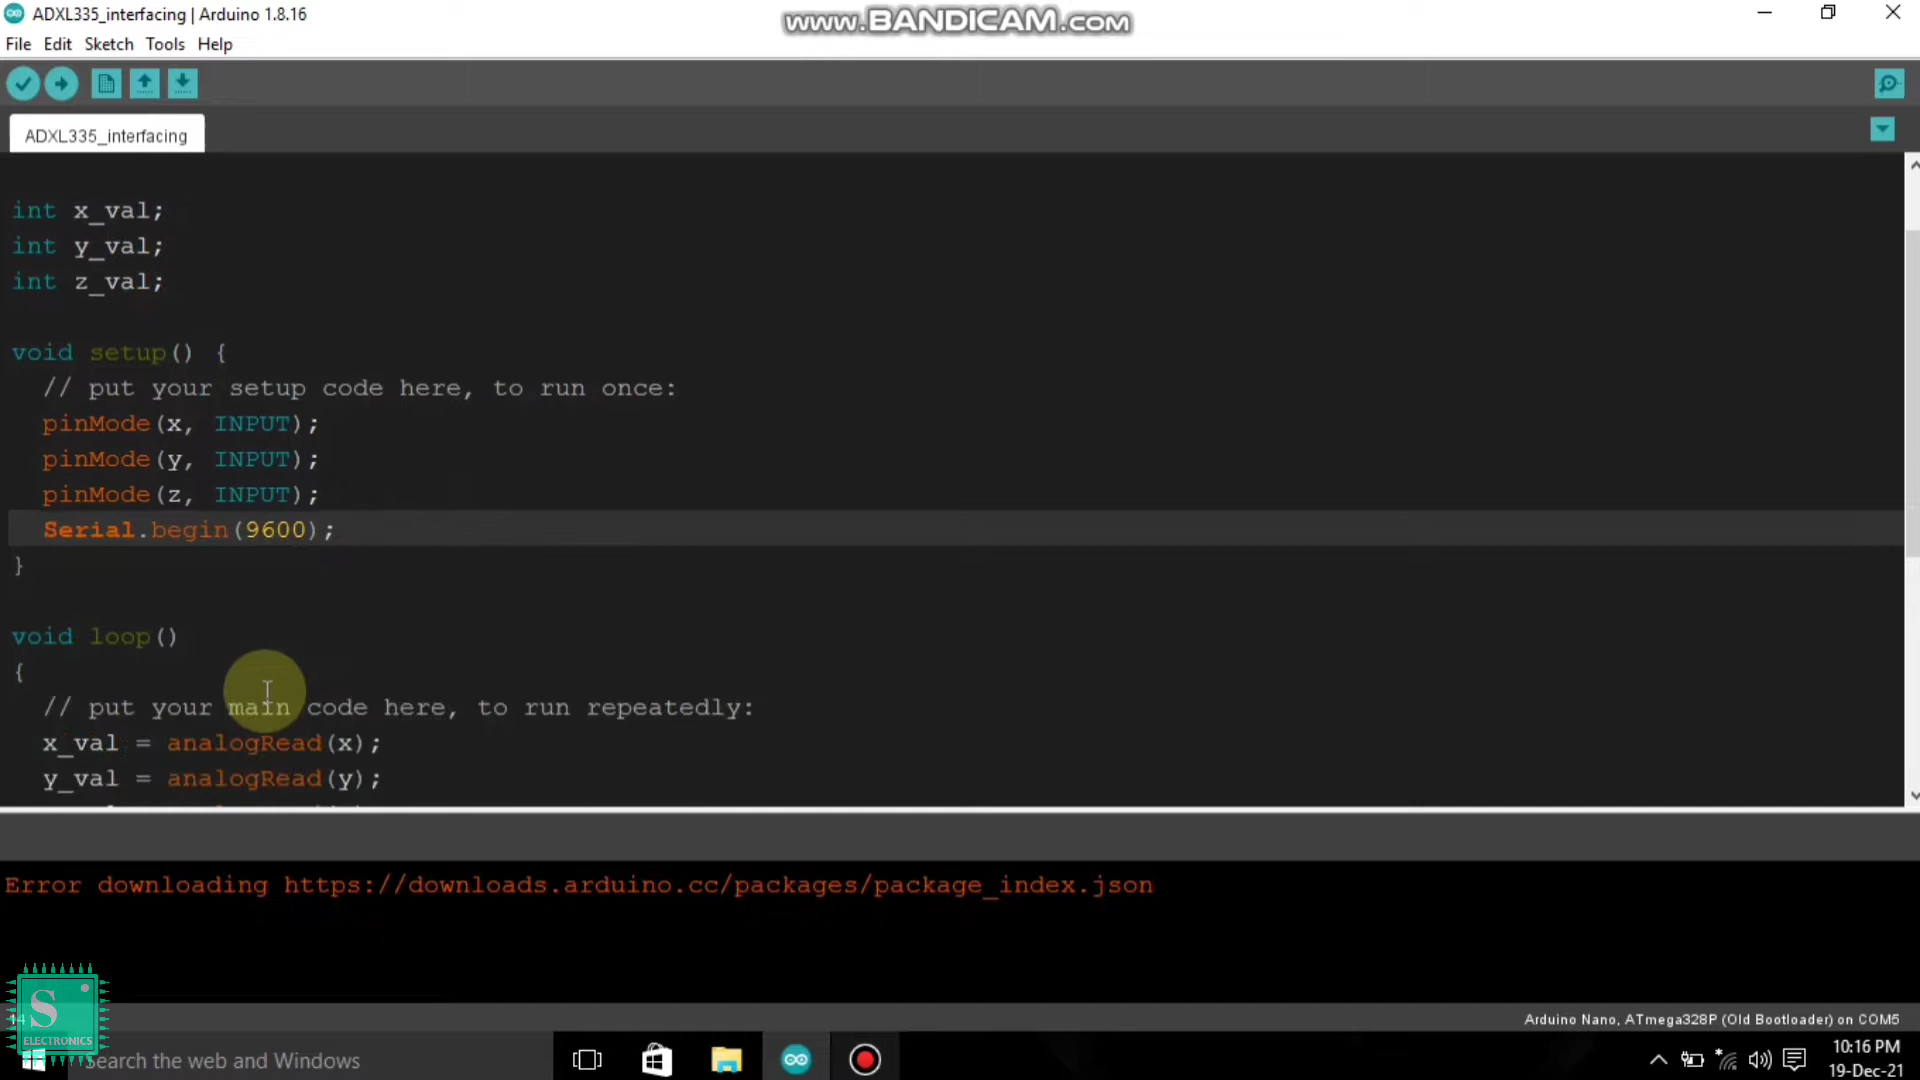 ADXL335_interfacing | Arduino 1.8.16
www.BANDICAM.com
File Edit Sketch Tools Help
ADXL335_interfacing
int x_val;
int y_val;
int z_val;
void setup() {
// put your setup code here, to run once:
pinMode(x, INPUT);
pinMode(y, INPUT);
pinMode(z, INPUT);
Serial.begin(9600);
}
void loop()
{
// put your main code here, to run repeatedly:
x_val = analogRead(x);
y_val = analogRead(y);
Error downloading https://downloads.arduino.cc/packages/package_index.json
S
ELECTRONICS
Arduino Nano, ATmega328P (Old Bootloader) on COM5
Search the web and Windows
10:16 PM
19-Dec-21